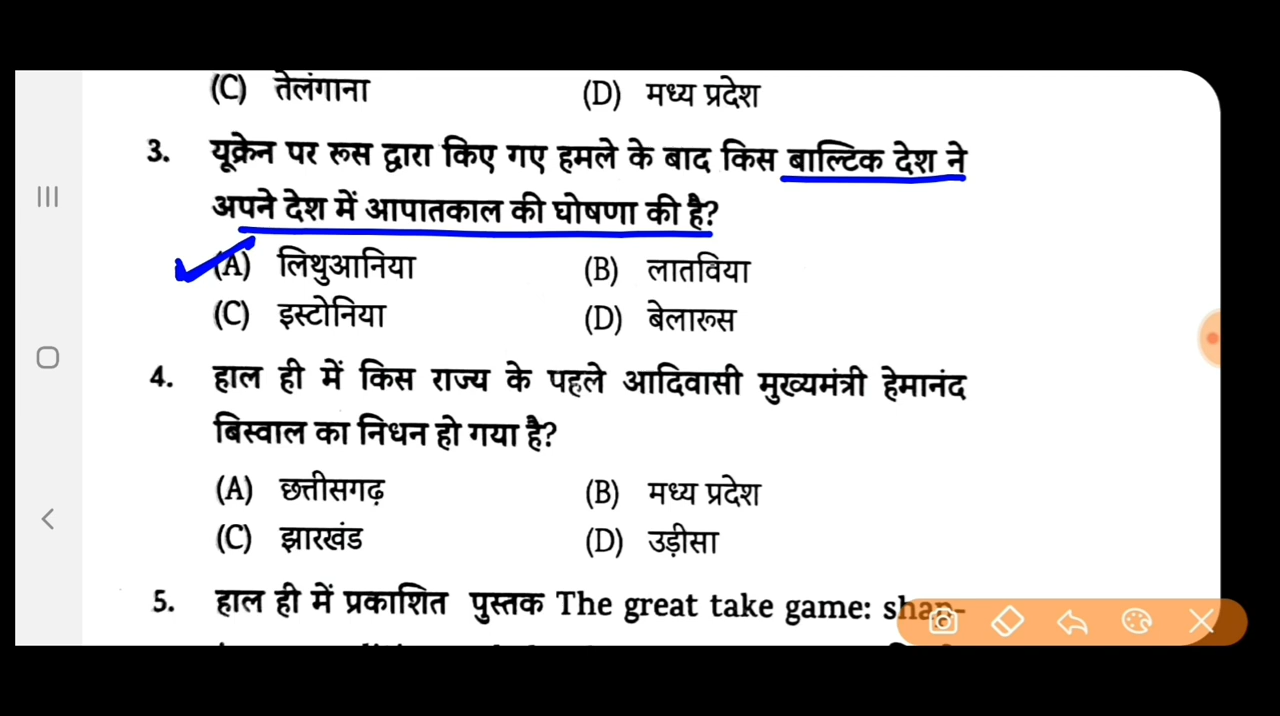 (C) तेलंगाना (D) मध्य प्रदेश
3. यूक्रेन पर रूस द्वारा किए गए हमले के बाद किस बाल्टिक देश ने
अपने देश में आपातकाल की घोषणा की है?
(A) लिथुआनिया (B) लातविया
(C) इस्टोनिया (D) बेलारूस
4. हाल ही में किस राज्य के पहले आदिवासी मुख्यमंत्री हेमानंद
बिस्वाल का निधन हो गया है?
(A) छत्तीसगढ़ (B) मध्य प्रदेश
(C) झारखंड (D) उड़ीसा
5. हाल ही में प्रकाशित पुस्तक The great take game: shan-